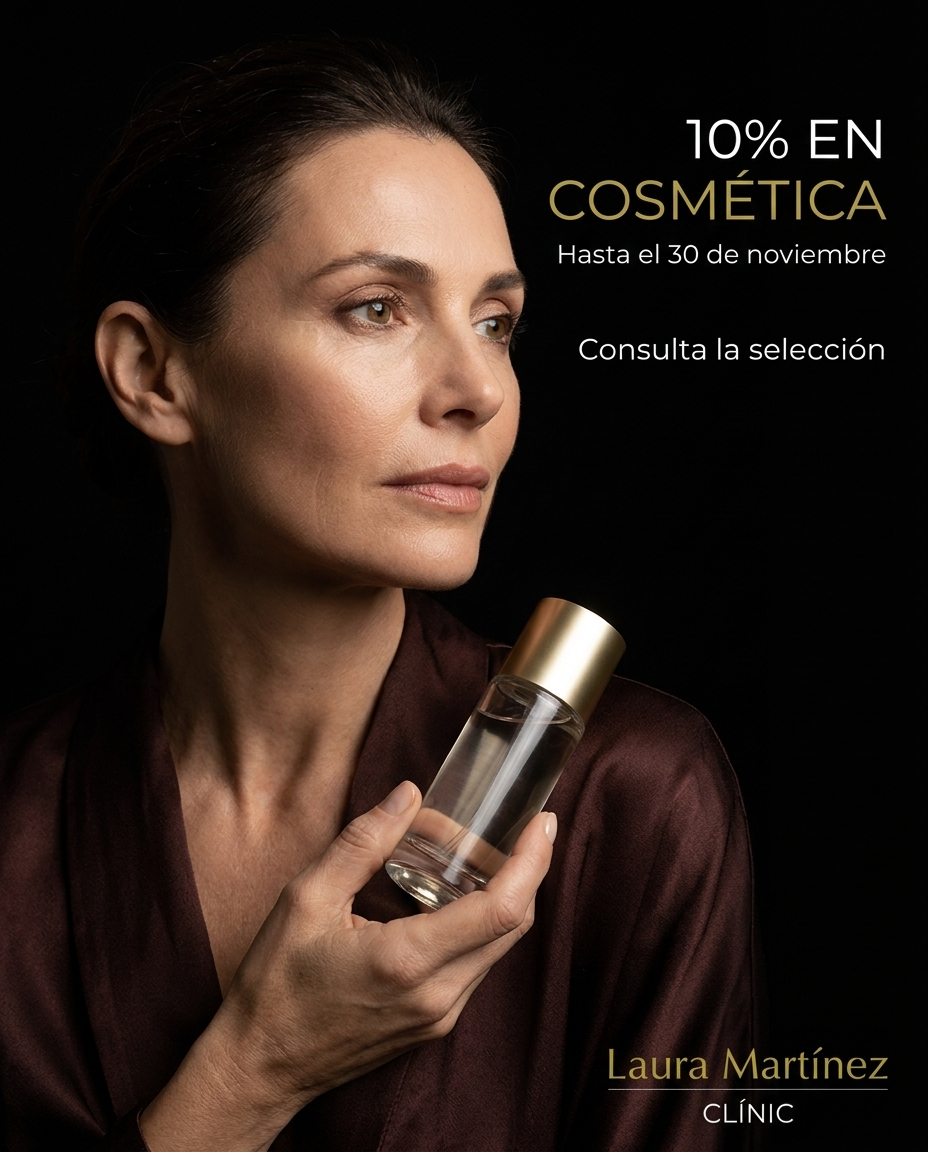 10% EN
COSMÉTICA
Hasta el 30 de noviembre
Consulta la selección
Laura Martínez
CLÍNIC